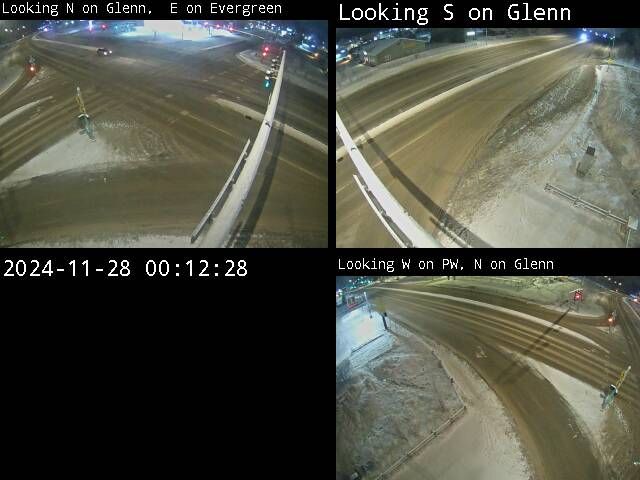 Looking N on Glenn,  E on Evergreen
Looking S on Glenn
2024-11-28 00:12:28
Looking W on PW, N on Glenn